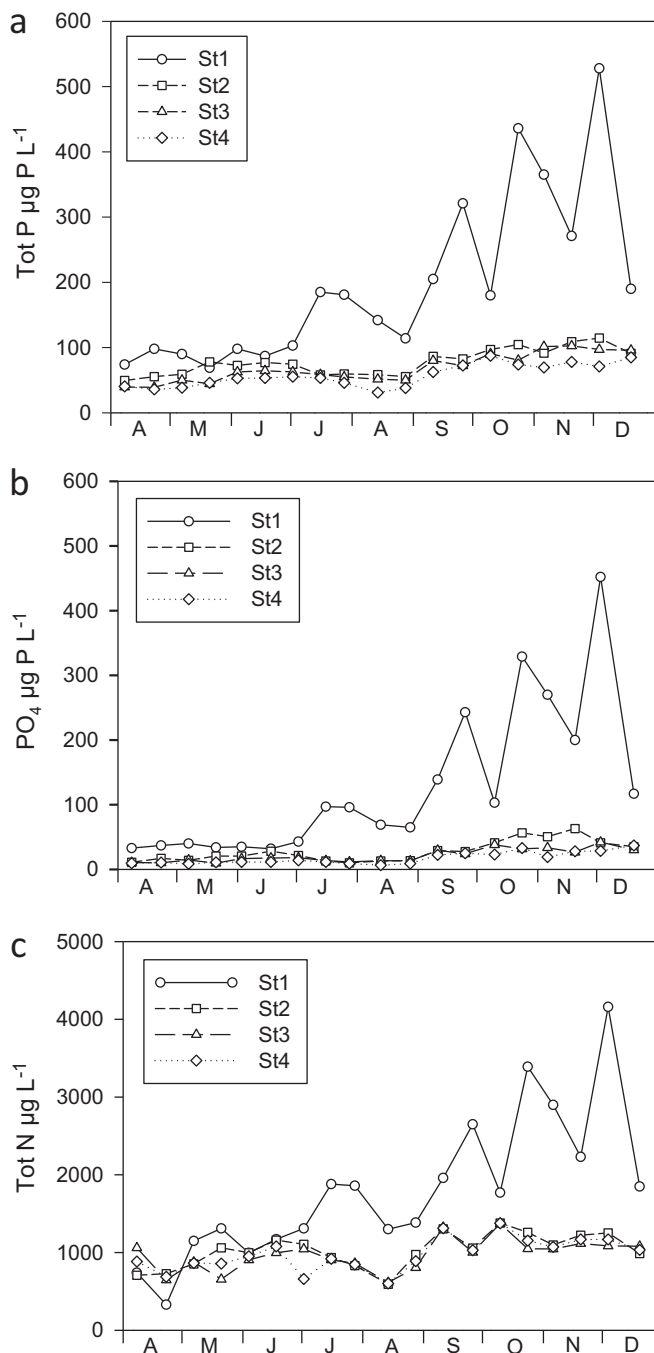 a
600
500
400
300
200
100
0
Tot P µg P L-1
St1
St2
St3
St4
A M J J A S O N D
b
600
500
400
300
200
100
0
PO4 µg P L-1
St1
St2
St3
St4
A M J J A S O N D
c
5000
4000
3000
2000
1000
0
Tot N µg L-1
St1
St2
St3
St4
A M J J A S O N D